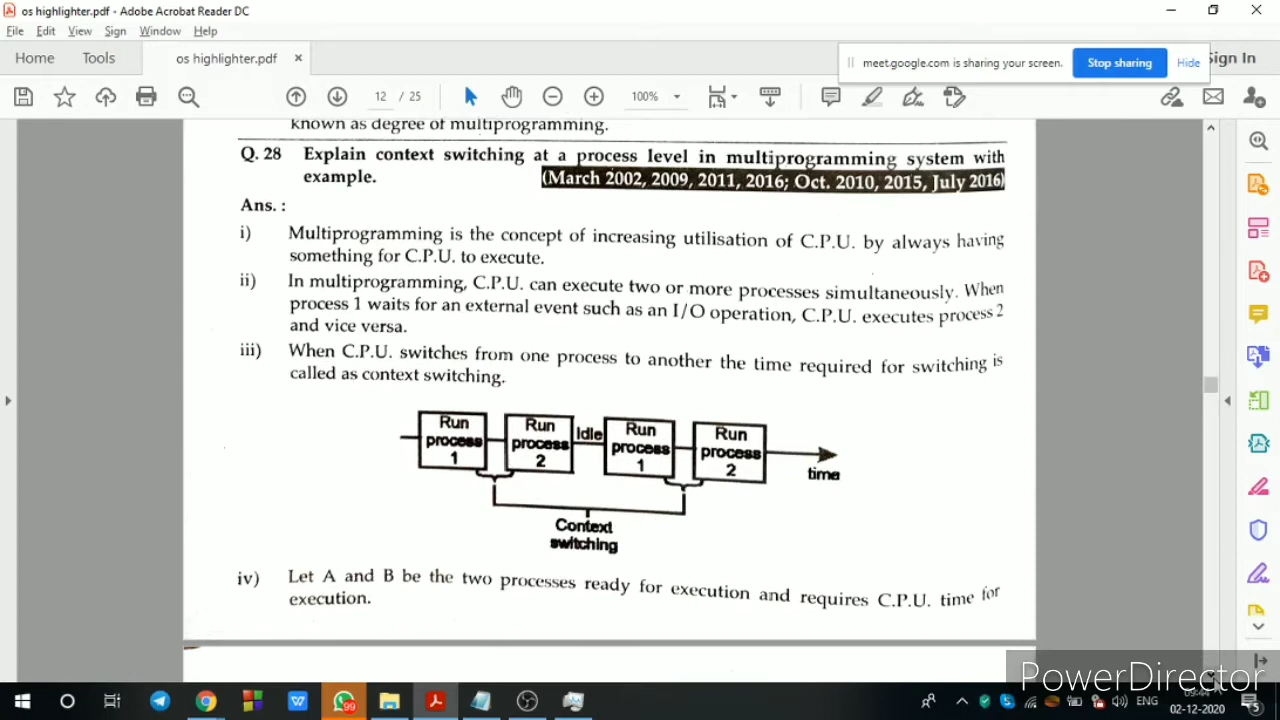 os highlighter.pdf - Adobe Acrobat Reader DC
File Edit View Sign Window Help
Home Tools os highlighter.pdf ×
meet.google.com is sharing your screen. Stop sharing Hide
Sign In
12 / 25 100%
known as degree of multiprogramming.
Q. 28 Explain context switching at a process level in multiprogramming system with
example. (March 2002, 2009, 2011, 2016; Oct. 2010, 2015, July 2016)
Ans. :
i) Multiprogramming is the concept of increasing utilisation of C.P.U. by always having
something for C.P.U. to execute.
ii) In multiprogramming, C.P.U. can execute two or more processes simultaneously. When
process 1 waits for an external event such as an I/O operation, C.P.U. executes process 2
and vice versa.
iii) When C.P.U. switches from one process to another the time required for switching is
called as context switching.
Run process 1
Run process 2
Idle
Run process 1
Run process 2
time
Context
switching
iv) Let A and B be the two processes ready for execution and requires C.P.U. time for
execution.
PowerDirector
99
ENG
09:44
02-12-2020
5